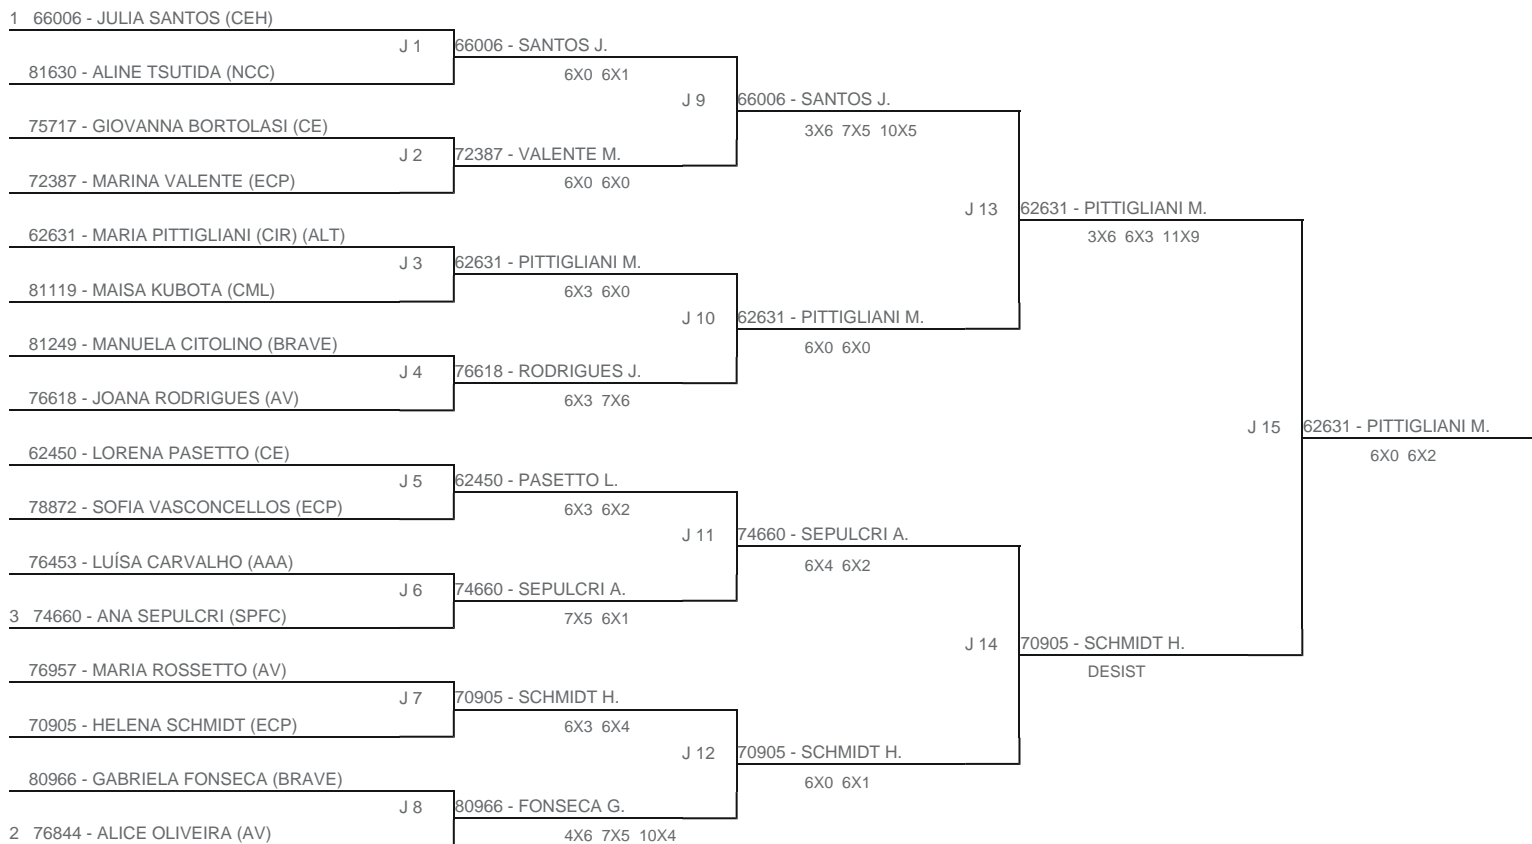 1 66006 - JULIA SANTOS (CEH)
J 1
66006 - SANTOS J.
81630 - ALINE TSUTIDA (NCC)
6X0 6X1
J 9
66006 - SANTOS J.
75717 - GIOVANNA BORTOLASI (CE)
3X6 7X5 10X5
J 2
72387 - VALENTE M.
72387 - MARINA VALENTE (ECP)
6X0 6X0
J 13
62631 - PITTIGLIANI M.
62631 - MARIA PITTIGLIANI (CIR) (ALT)
3X6 6X3 11X9
J 3
62631 - PITTIGLIANI M.
81119 - MAISA KUBOTA (CML)
6X3 6X0
J 10
62631 - PITTIGLIANI M.
81249 - MANUELA CITOLINO (BRAVE)
6X0 6X0
J 4
76618 - RODRIGUES J.
76618 - JOANA RODRIGUES (AV)
6X3 7X6
J 15
62631 - PITTIGLIANI M.
62450 - LORENA PASETTO (CE)
6X0 6X2
J 5
62450 - PASETTO L.
78872 - SOFIA VASCONCELLOS (ECP)
6X3 6X2
J 11
74660 - SEPULCRI A.
76453 - LUÍSA CARVALHO (AAA)
6X4 6X2
J 6
74660 - SEPULCRI A.
3 74660 - ANA SEPULCRI (SPFC)
7X5 6X1
J 14
70905 - SCHMIDT H.
76957 - MARIA ROSSETTO (AV)
DESIST
J 7
70905 - SCHMIDT H.
70905 - HELENA SCHMIDT (ECP)
6X3 6X4
J 12
70905 - SCHMIDT H.
80966 - GABRIELA FONSECA (BRAVE)
6X0 6X1
J 8
80966 - FONSECA G.
2 76844 - ALICE OLIVEIRA (AV)
4X6 7X5 10X4